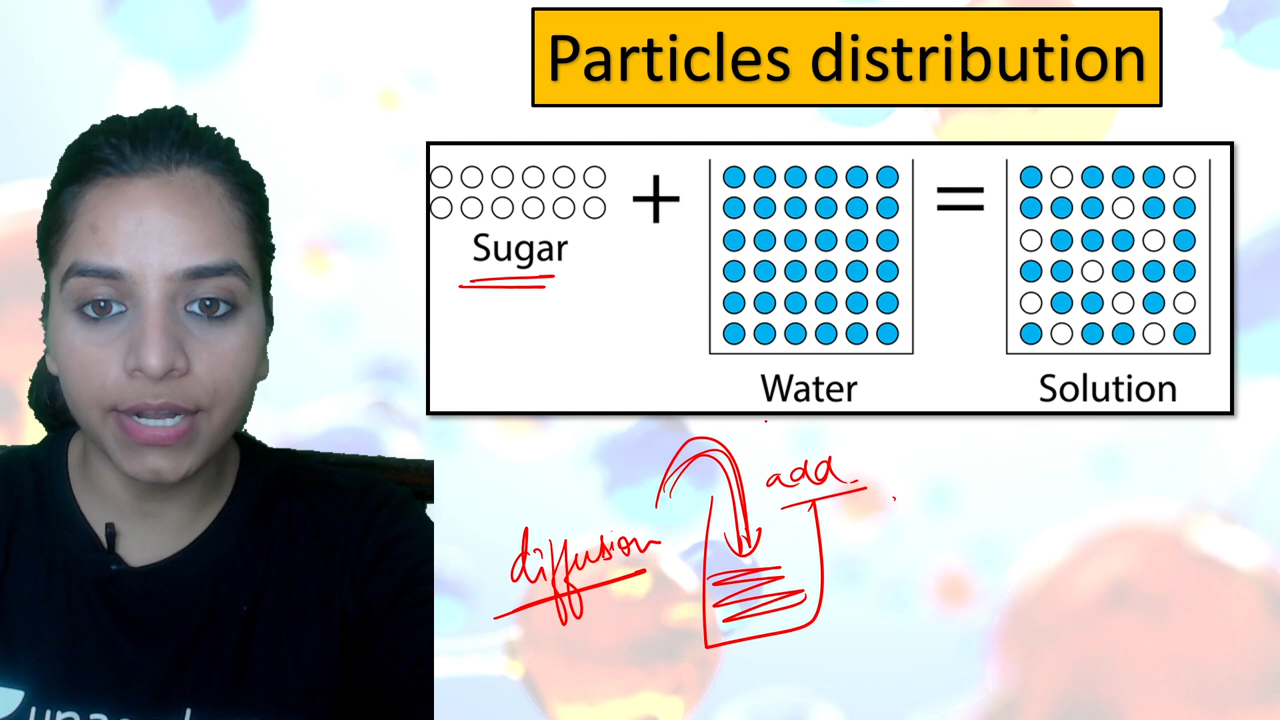 Particles distribution
Sugar
+
=
Water
Solution
add
diffusion